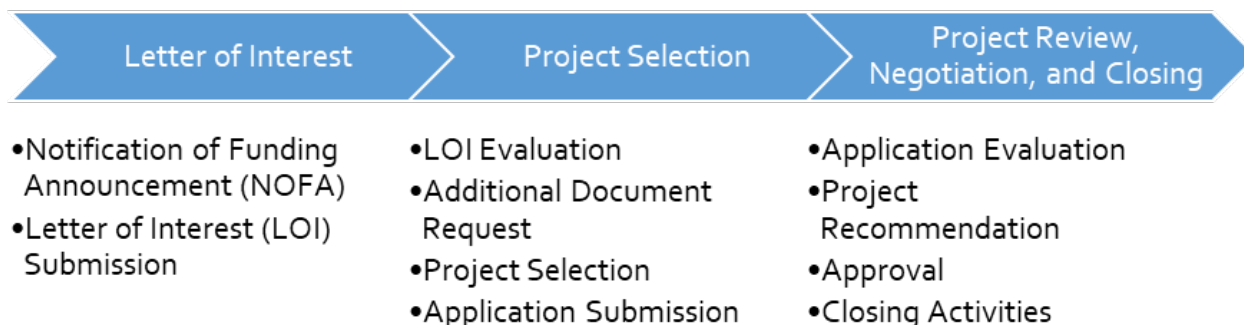 Letter of Interest
Project Selection
Project Review,
Negotiation, and Closing
•Notification of Funding
Announcement (NOFA)
•Letter of Interest (LOI)
Submission
•LOI Evaluation
•Additional Document
Request
•Project Selection
•Application Submission
•Application Evaluation
•Project
Recommendation
•Approval
•Closing Activities